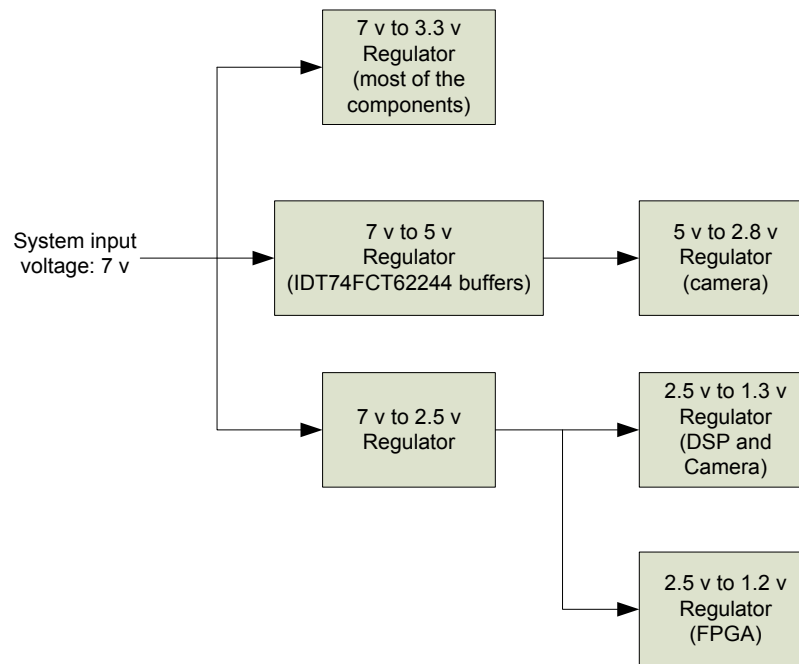 7 v to 3.3 v
Regulator
(most of the
components)
System input
voltage: 7 v
7 v to 5 v
Regulator
(IDT74FCT62244 buffers)
5 v to 2.8 v
Regulator
(camera)
7 v to 2.5 v
Regulator
2.5 v to 1.3 v
Regulator
(DSP and
Camera)
2.5 v to 1.2 v
Regulator
(FPGA)